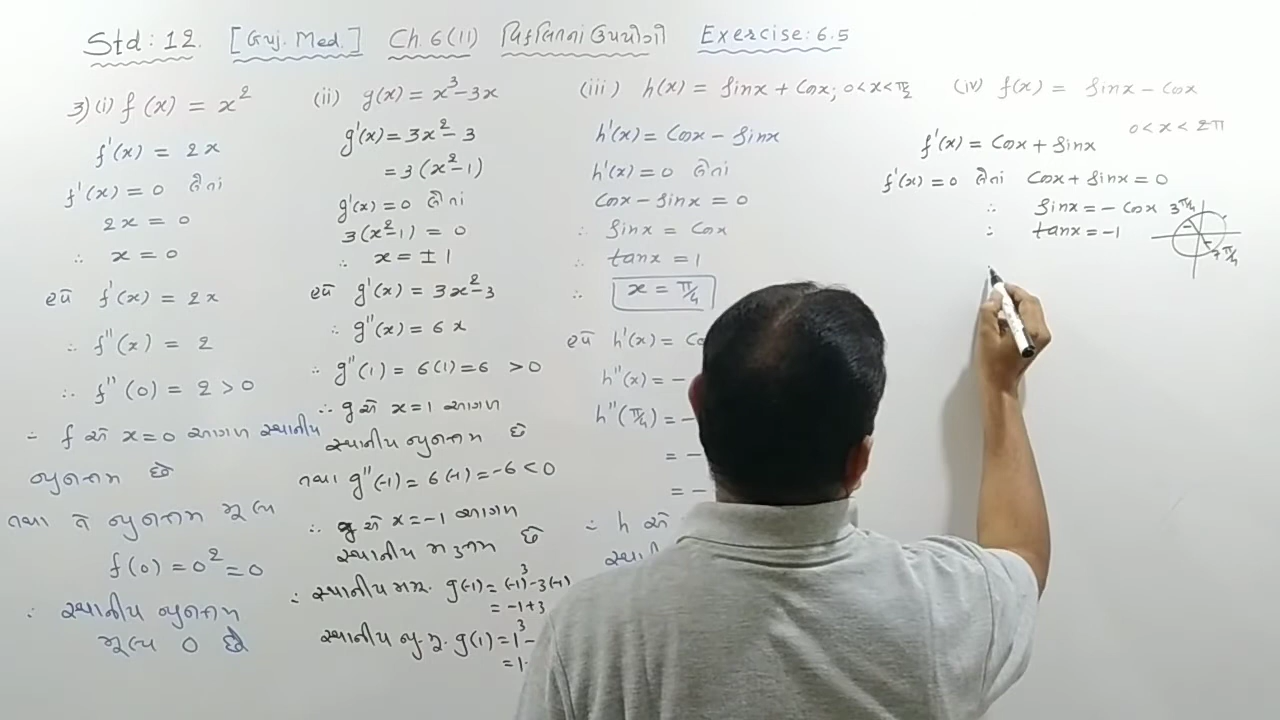 Std: 12. [Guj. Med.] Ch. 6(11) વિકલિતનાં ઉપયોગો Exercise: 6.5
3) (i) f(x) = x²
f'(x) = 2x
f'(x) = 0 લેતાં
2x = 0
∴ x = 0
હવે f'(x) = 2x
∴ f''(x) = 2
∴ f''(0) = 2 > 0
∴ f એ x = 0 આગળ સ્થાનીય
ન્યુનતમ છે
તથા તે ન્યુનતમ મૂલ્ય
f(0) = 0² = 0
∴ સ્થાનીય ન્યુનતમ
મૂલ્ય 0 છે
(ii) g(x) = x³ - 3x
g'(x) = 3x² - 3
= 3(x² - 1)
g'(x) = 0 લેતાં
3(x² - 1) = 0
∴ x = ± 1
હવે g'(x) = 3x² - 3
∴ g''(x) = 6x
∴ g''(1) = 6(1) = 6 > 0
∴ g એ x = 1 આગળ
સ્થાનીય ન્યુનતમ છે
તથા g''(-1) = 6(-1) = -6 < 0
∴ g એ x = -1 આગળ
સ્થાનીય મહત્તમ છે
∴ સ્થાનીય મહ. g(-1) = (-1)³ - 3(-1)
= -1 + 3
સ્થાનીય ન્યુ. મૂ. g(1) = 1³ -
= 1
(iii) h(x) = sinx + cosx; 0 < x < π/2
h'(x) = cosx - sinx
h'(x) = 0 લેતાં
cosx - sinx = 0
∴ sinx = cosx
∴ tanx = 1
∴ x = π/4
હવે h'(x) = Co
h''(x) = -
h''(π/4) = -
= -
= -
∴ h એ
સ્થાની
(iv) f(x) = sinx - cosx
0 < x < 2π
f'(x) = cosx + sinx
f'(x) = 0 લેતાં cosx + sinx = 0
∴ sinx = - cosx
∴ tanx = -1
3π/4
7π/4